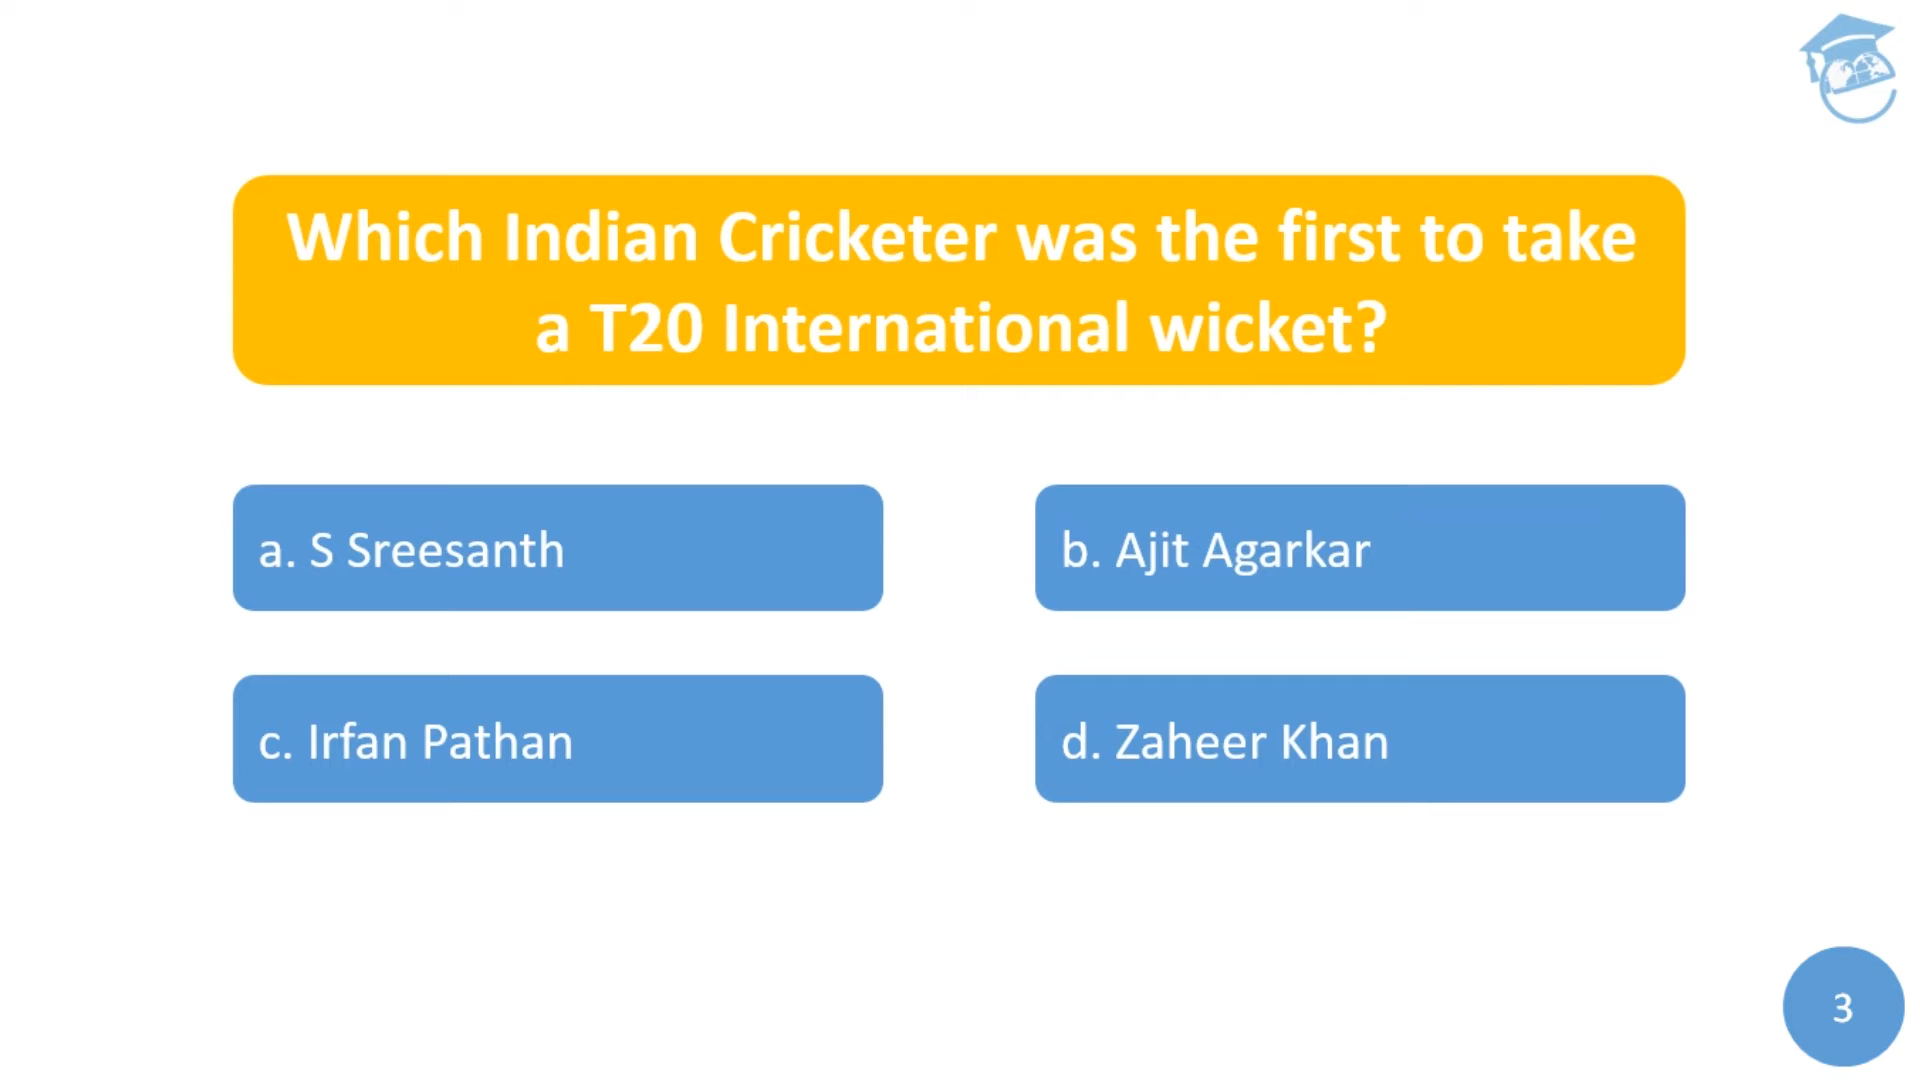 Which Indian Cricketer was the first to take
a T20 International wicket?
a. S Sreesanth
b. Ajit Agarkar
c. Irfan Pathan
d. Zaheer Khan
3